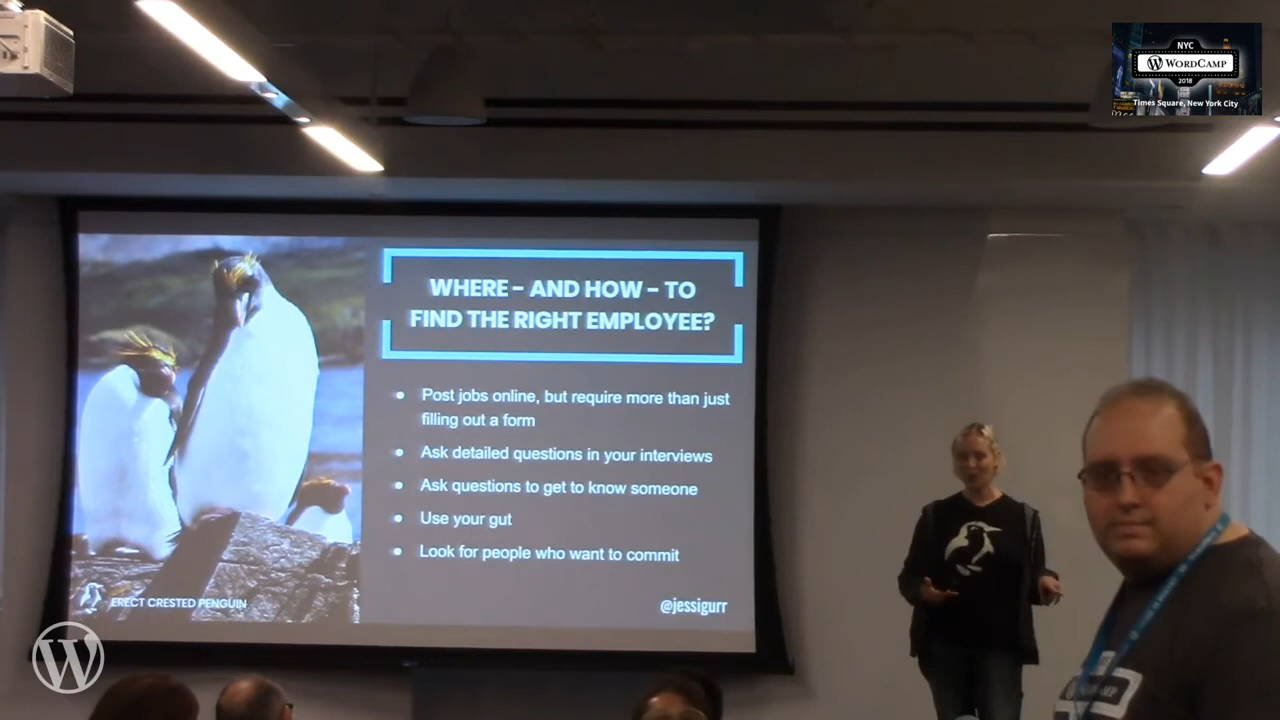 NYC
WORDCAMP
2018
Times Square, New York City
WHERE – AND HOW – TO
FIND THE RIGHT EMPLOYEE?
• Post jobs online, but require more than just
filling out a form
• Ask detailed questions in your interviews
• Ask questions to get to know someone
• Use your gut
• Look for people who want to commit
ERECT CRESTED PENGUIN
@jessigurr
W
WORDCAMP